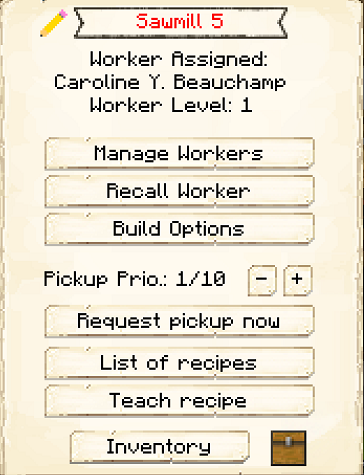 Sawmill 5
Worker Assigned:
Caroline Y. Beauchamp
Worker Level: 1
Manage Workers
Recall Worker
Build Options
Pickup Prio.: 1/10 - +
Request pickup now
List of recipes
Teach recipe
Inventory